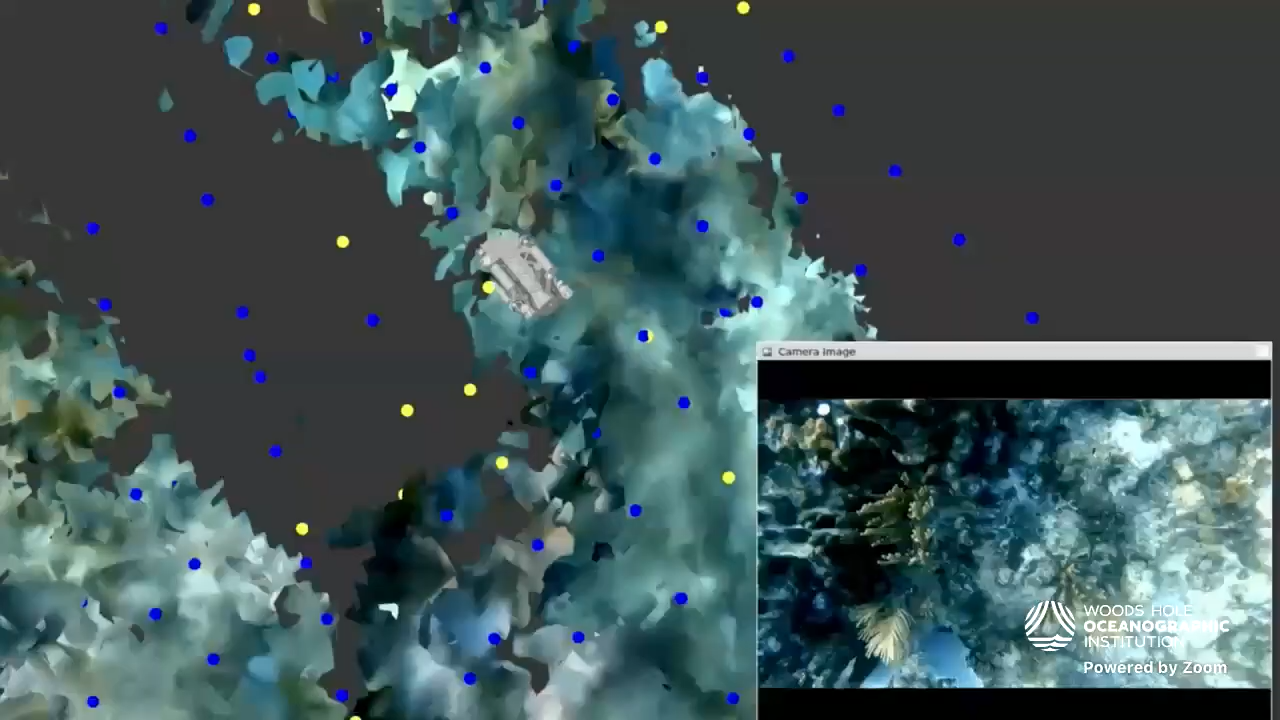 Camera Image
WOODS HOLE
OCEANOGRAPHIC
INSTITUTION
Powered by Zoom